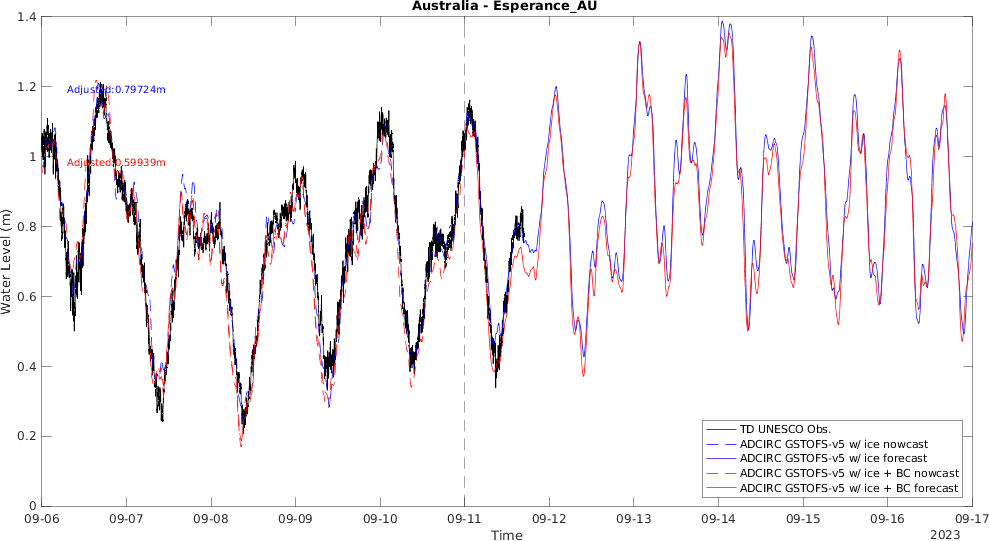 Australia - Esperance_AU
1.4
1.2
Adjusted:0.79724m
Adjusted:0.59939m
1
0.8
0.6
0.4
0.2
0
Water Level (m)
TD UNESCO Obs.
ADCIRC GSTOFS-v5 w/ ice nowcast
ADCIRC GSTOFS-v5 w/ ice forecast
ADCIRC GSTOFS-v5 w/ ice + BC nowcast
ADCIRC GSTOFS-v5 w/ ice + BC forecast
09-06 09-07 09-08 09-09 09-10 09-11 09-12 09-13 09-14 09-15 09-16 09-17
Time
2023